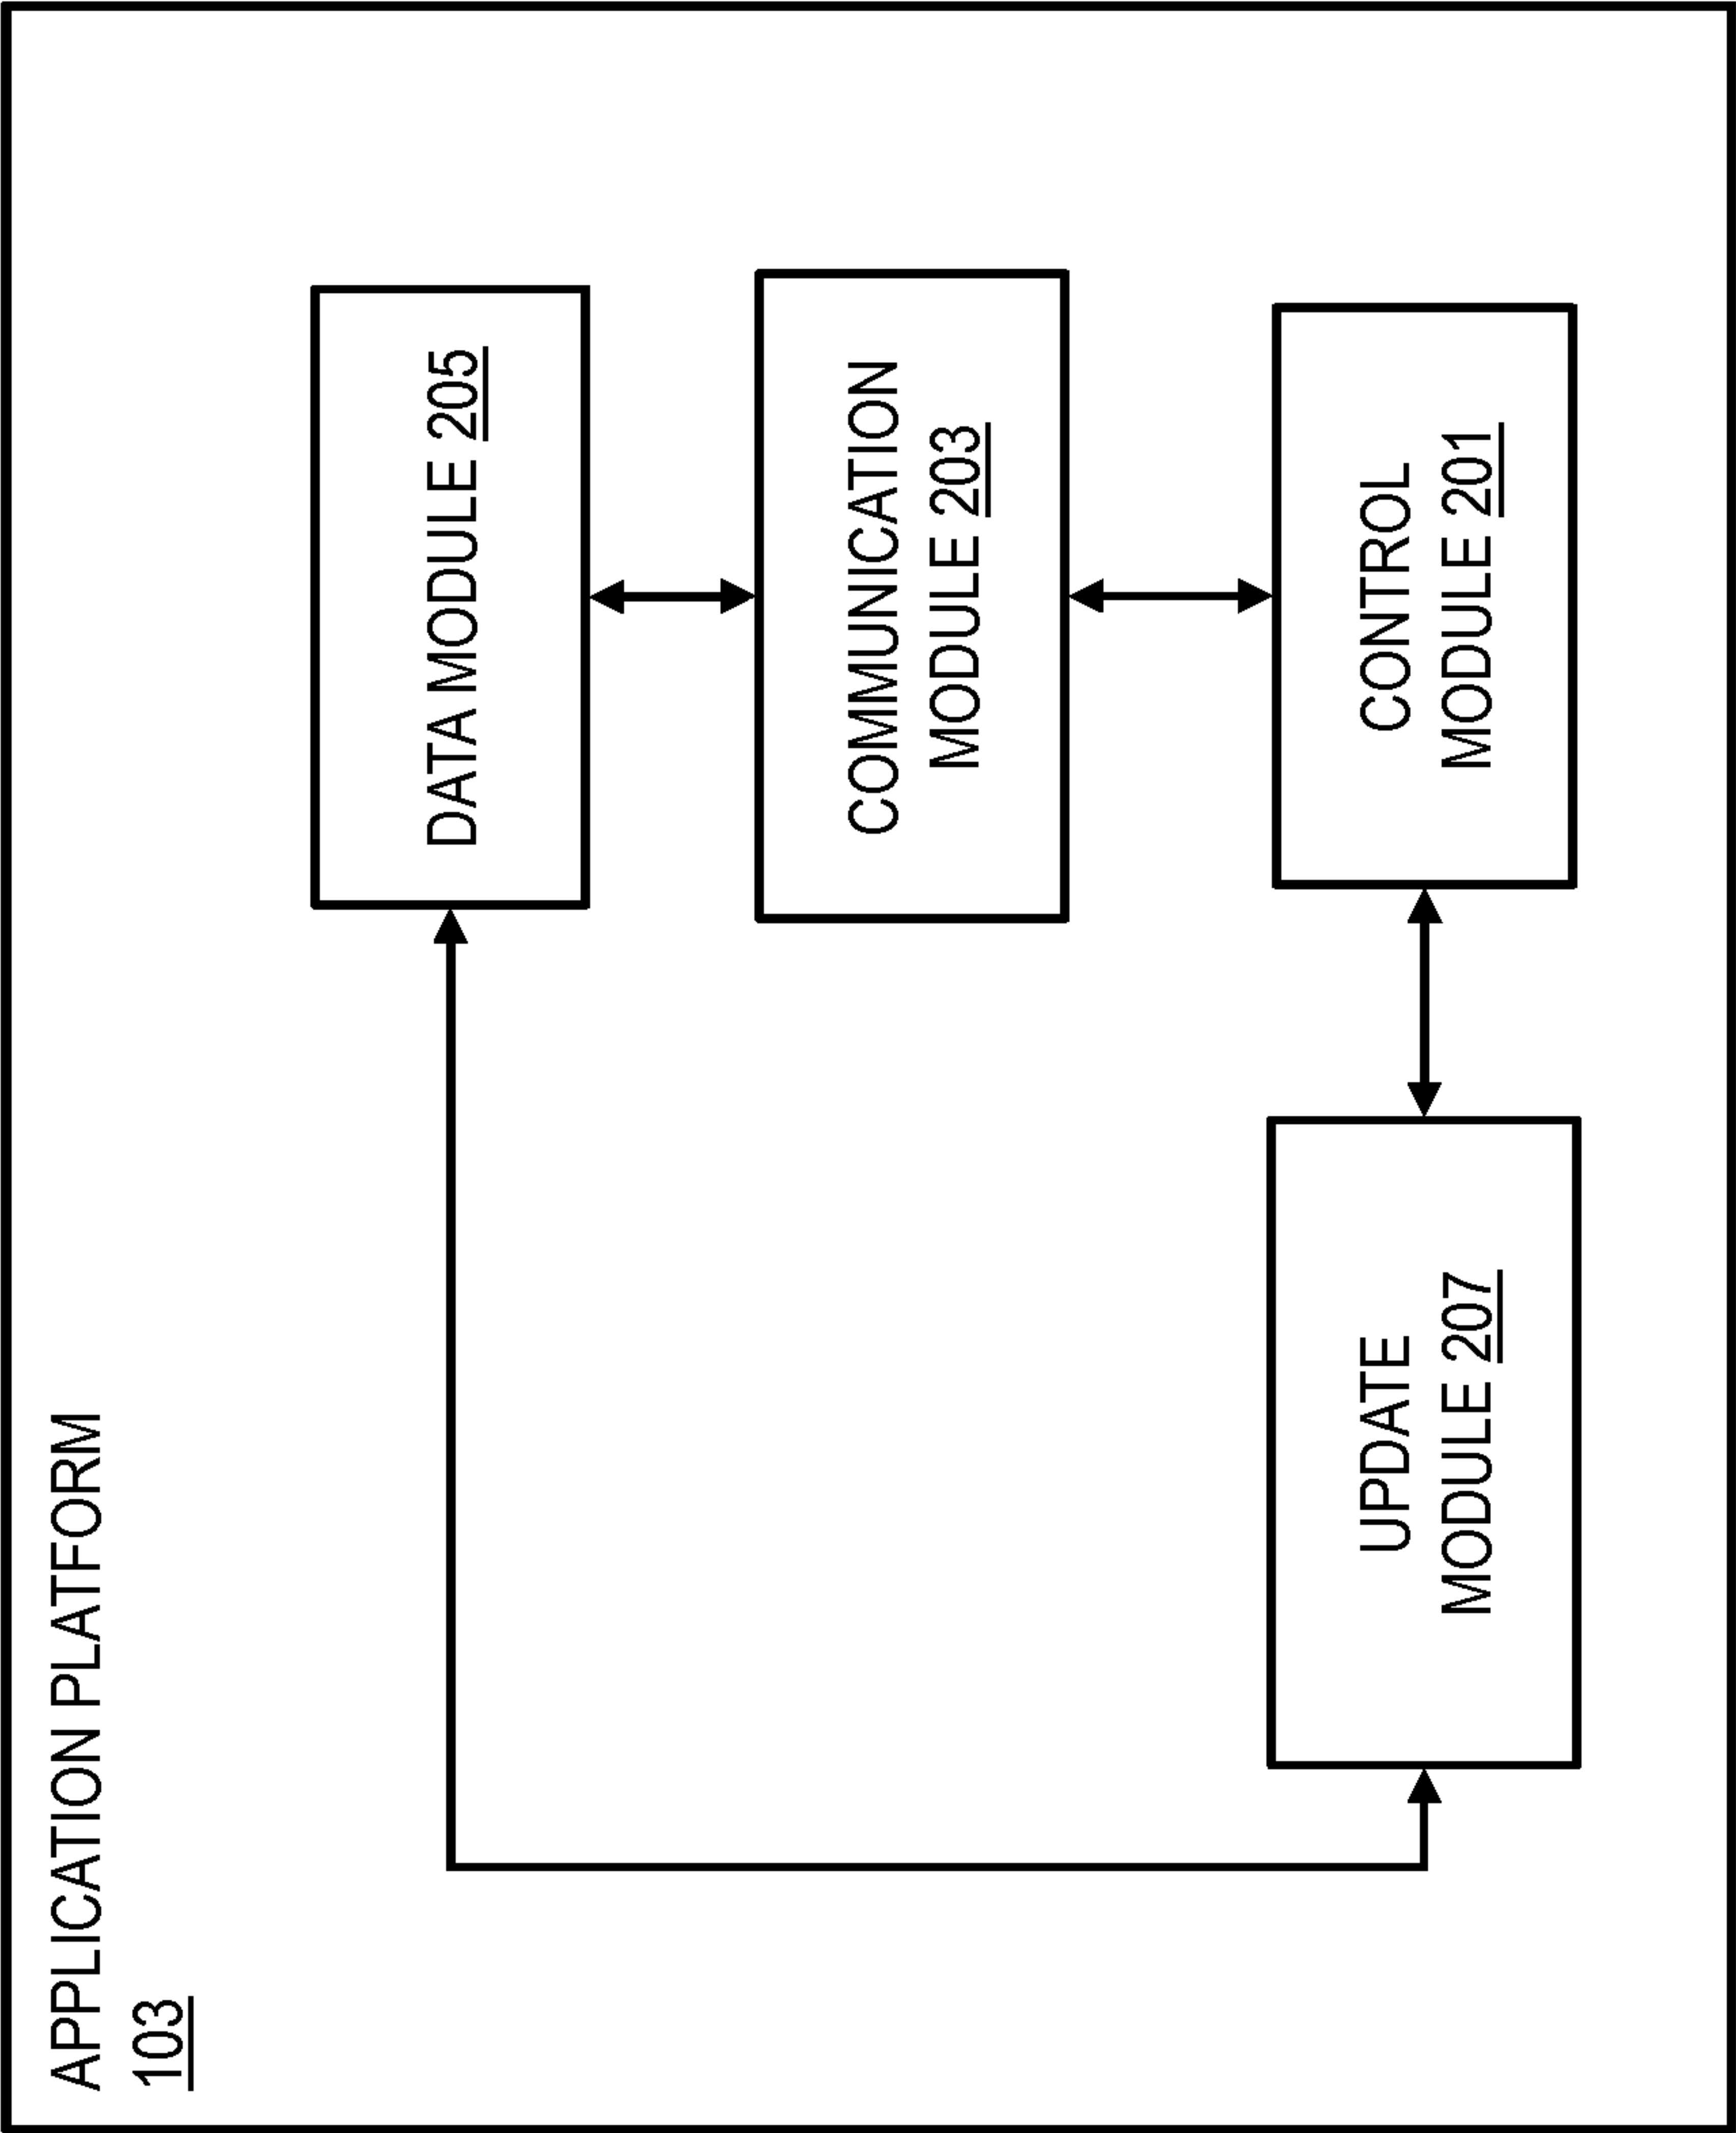 APPLICATION PLATFORM
103
DATA MODULE 205
COMMUNICATION
MODULE 203
UPDATE
MODULE 207
CONTROL
MODULE 201